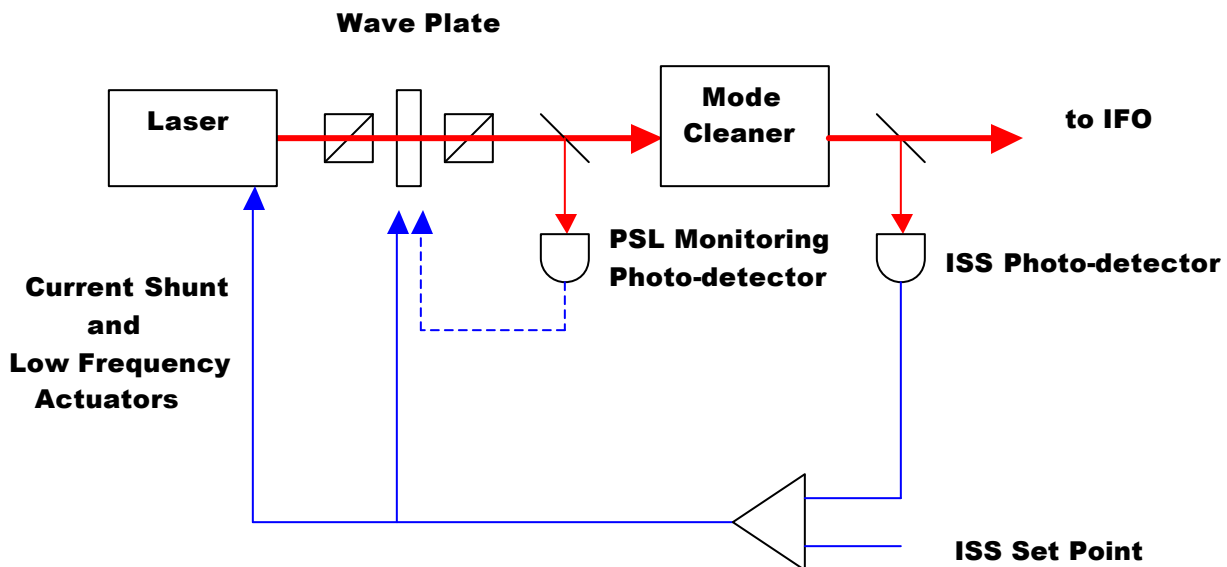 Wave Plate
Laser
Mode
Cleaner
to IFO
PSL Monitoring
Photo-detector
ISS Photo-detector
Current Shunt
and
Low Frequency
Actuators
ISS Set Point